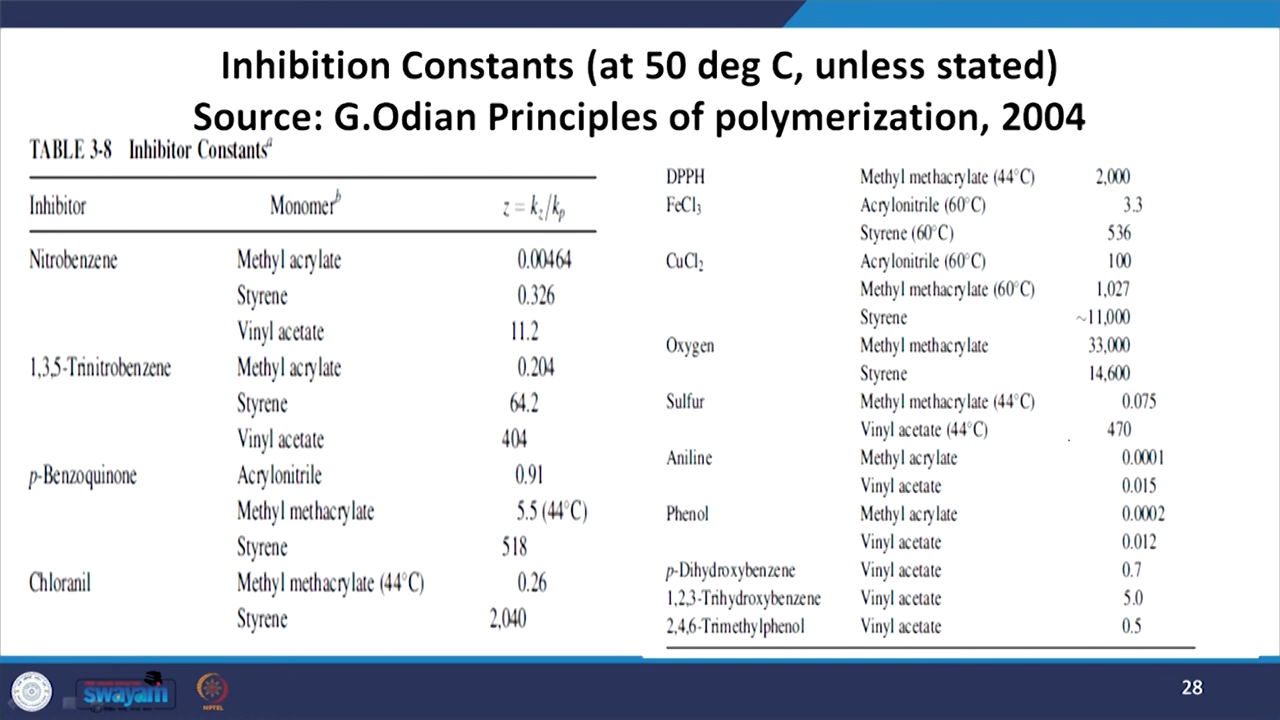 Inhibition Constants (at 50 deg C, unless stated)
Source: G.Odian Principles of polymerization, 2004
TABLE 3-8 Inhibitor Constantsᵃ
Inhibitor Monomerᵇ z = kz/kp
Nitrobenzene Methyl acrylate 0.00464
Styrene 0.326
Vinyl acetate 11.2
1,3,5-Trinitrobenzene Methyl acrylate 0.204
Styrene 64.2
Vinyl acetate 404
p-Benzoquinone Acrylonitrile 0.91
Methyl methacrylate 5.5 (44°C)
Styrene 518
Chloranil Methyl methacrylate (44°C) 0.26
Styrene 2,040
DPPH Methyl methacrylate (44°C) 2,000
FeCl₃ Acrylonitrile (60°C) 3.3
Styrene (60°C) 536
CuCl₂ Acrylonitrile (60°C) 100
Methyl methacrylate (60°C) 1,027
Styrene ~11,000
Oxygen Methyl methacrylate 33,000
Styrene 14,600
Sulfur Methyl methacrylate (44°C) 0.075
Vinyl acetate (44°C) 470
Aniline Methyl acrylate 0.0001
Vinyl acetate 0.015
Phenol Methyl acrylate 0.0002
Vinyl acetate 0.012
p-Dihydroxybenzene Vinyl acetate 0.7
1,2,3-Trihydroxybenzene Vinyl acetate 5.0
2,4,6-Trimethylphenol Vinyl acetate 0.5
swayam
NPTEL
28